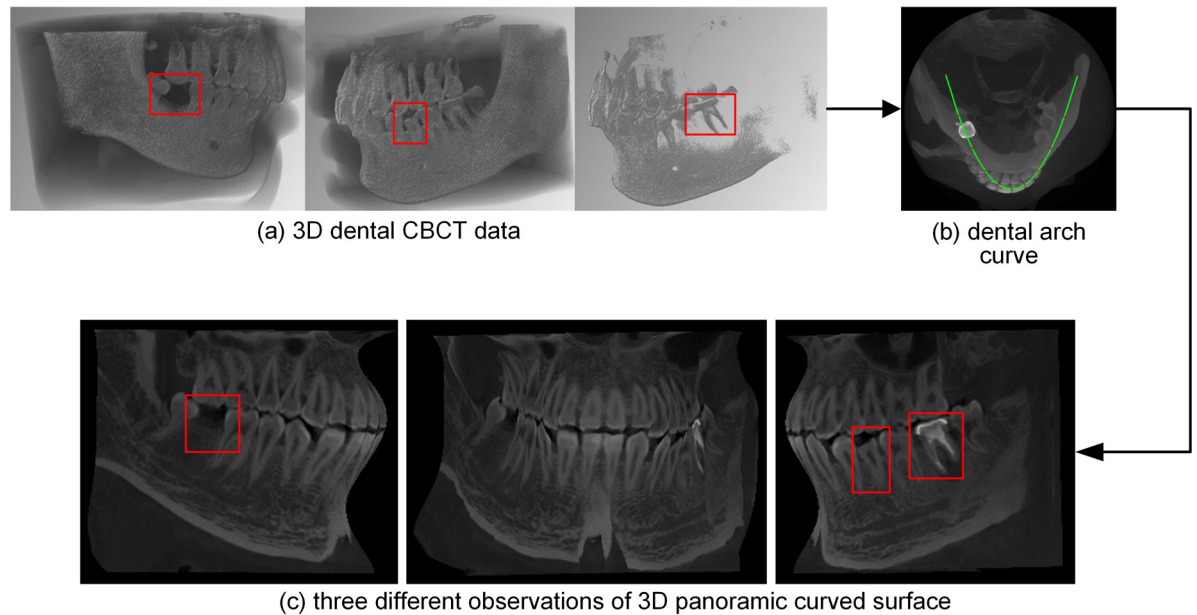 (a) 3D dental CBCT data
(b) dental arch
curve
(c) three different observations of 3D panoramic curved surface